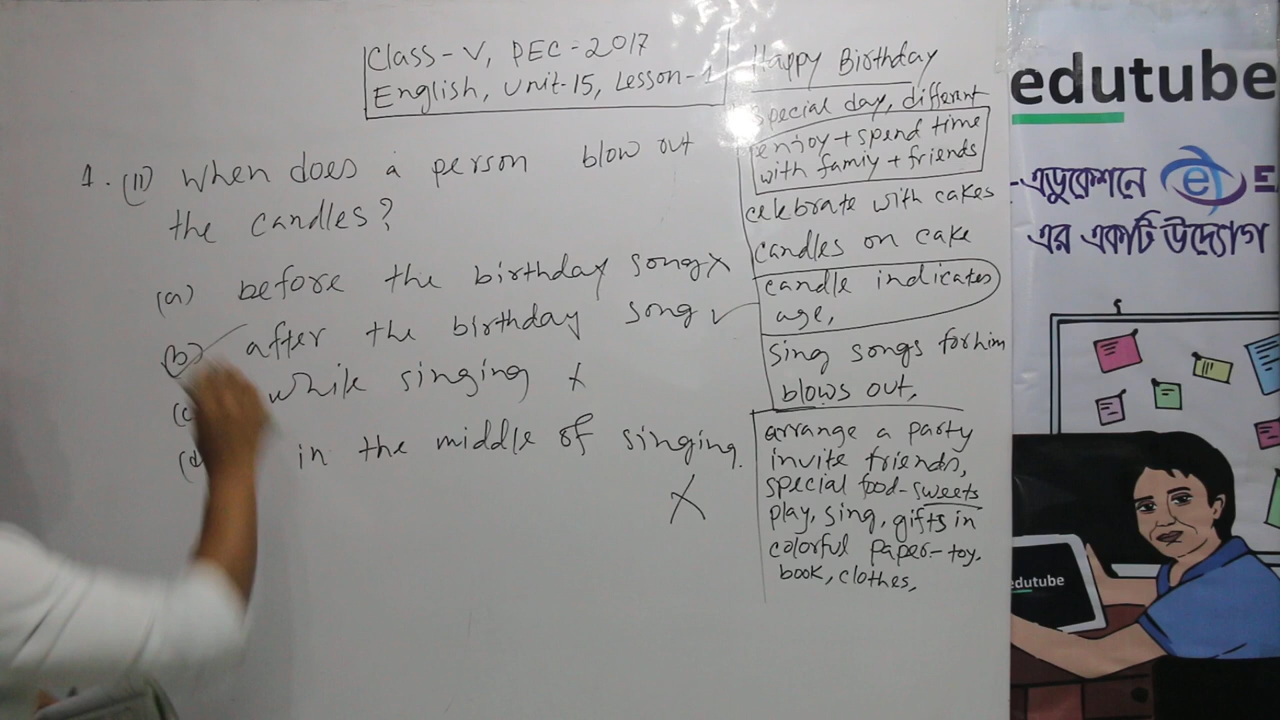 Class-V, PEC-2017
English, Unit-15, Lesson-1
1. (ii) When does a person blow out
the candles?
(a) before the birthday song x
(b) after the birthday song ✓
(c) while singing x
(d) in the middle of singing.
X
Happy Birthday
special day, different
enjoy + spend time
with famiy + friends
celebrate with cakes
candles on cake
candle indicates
age,
sing songs for him
blows out,
arrange a party
invite friends,
special food - sweets
play, sing, gifts in
colorful paper - toy,
book, clothes,
edutube
-এডুকেশনে e E
এর একটি উদ্যোগ
edutube